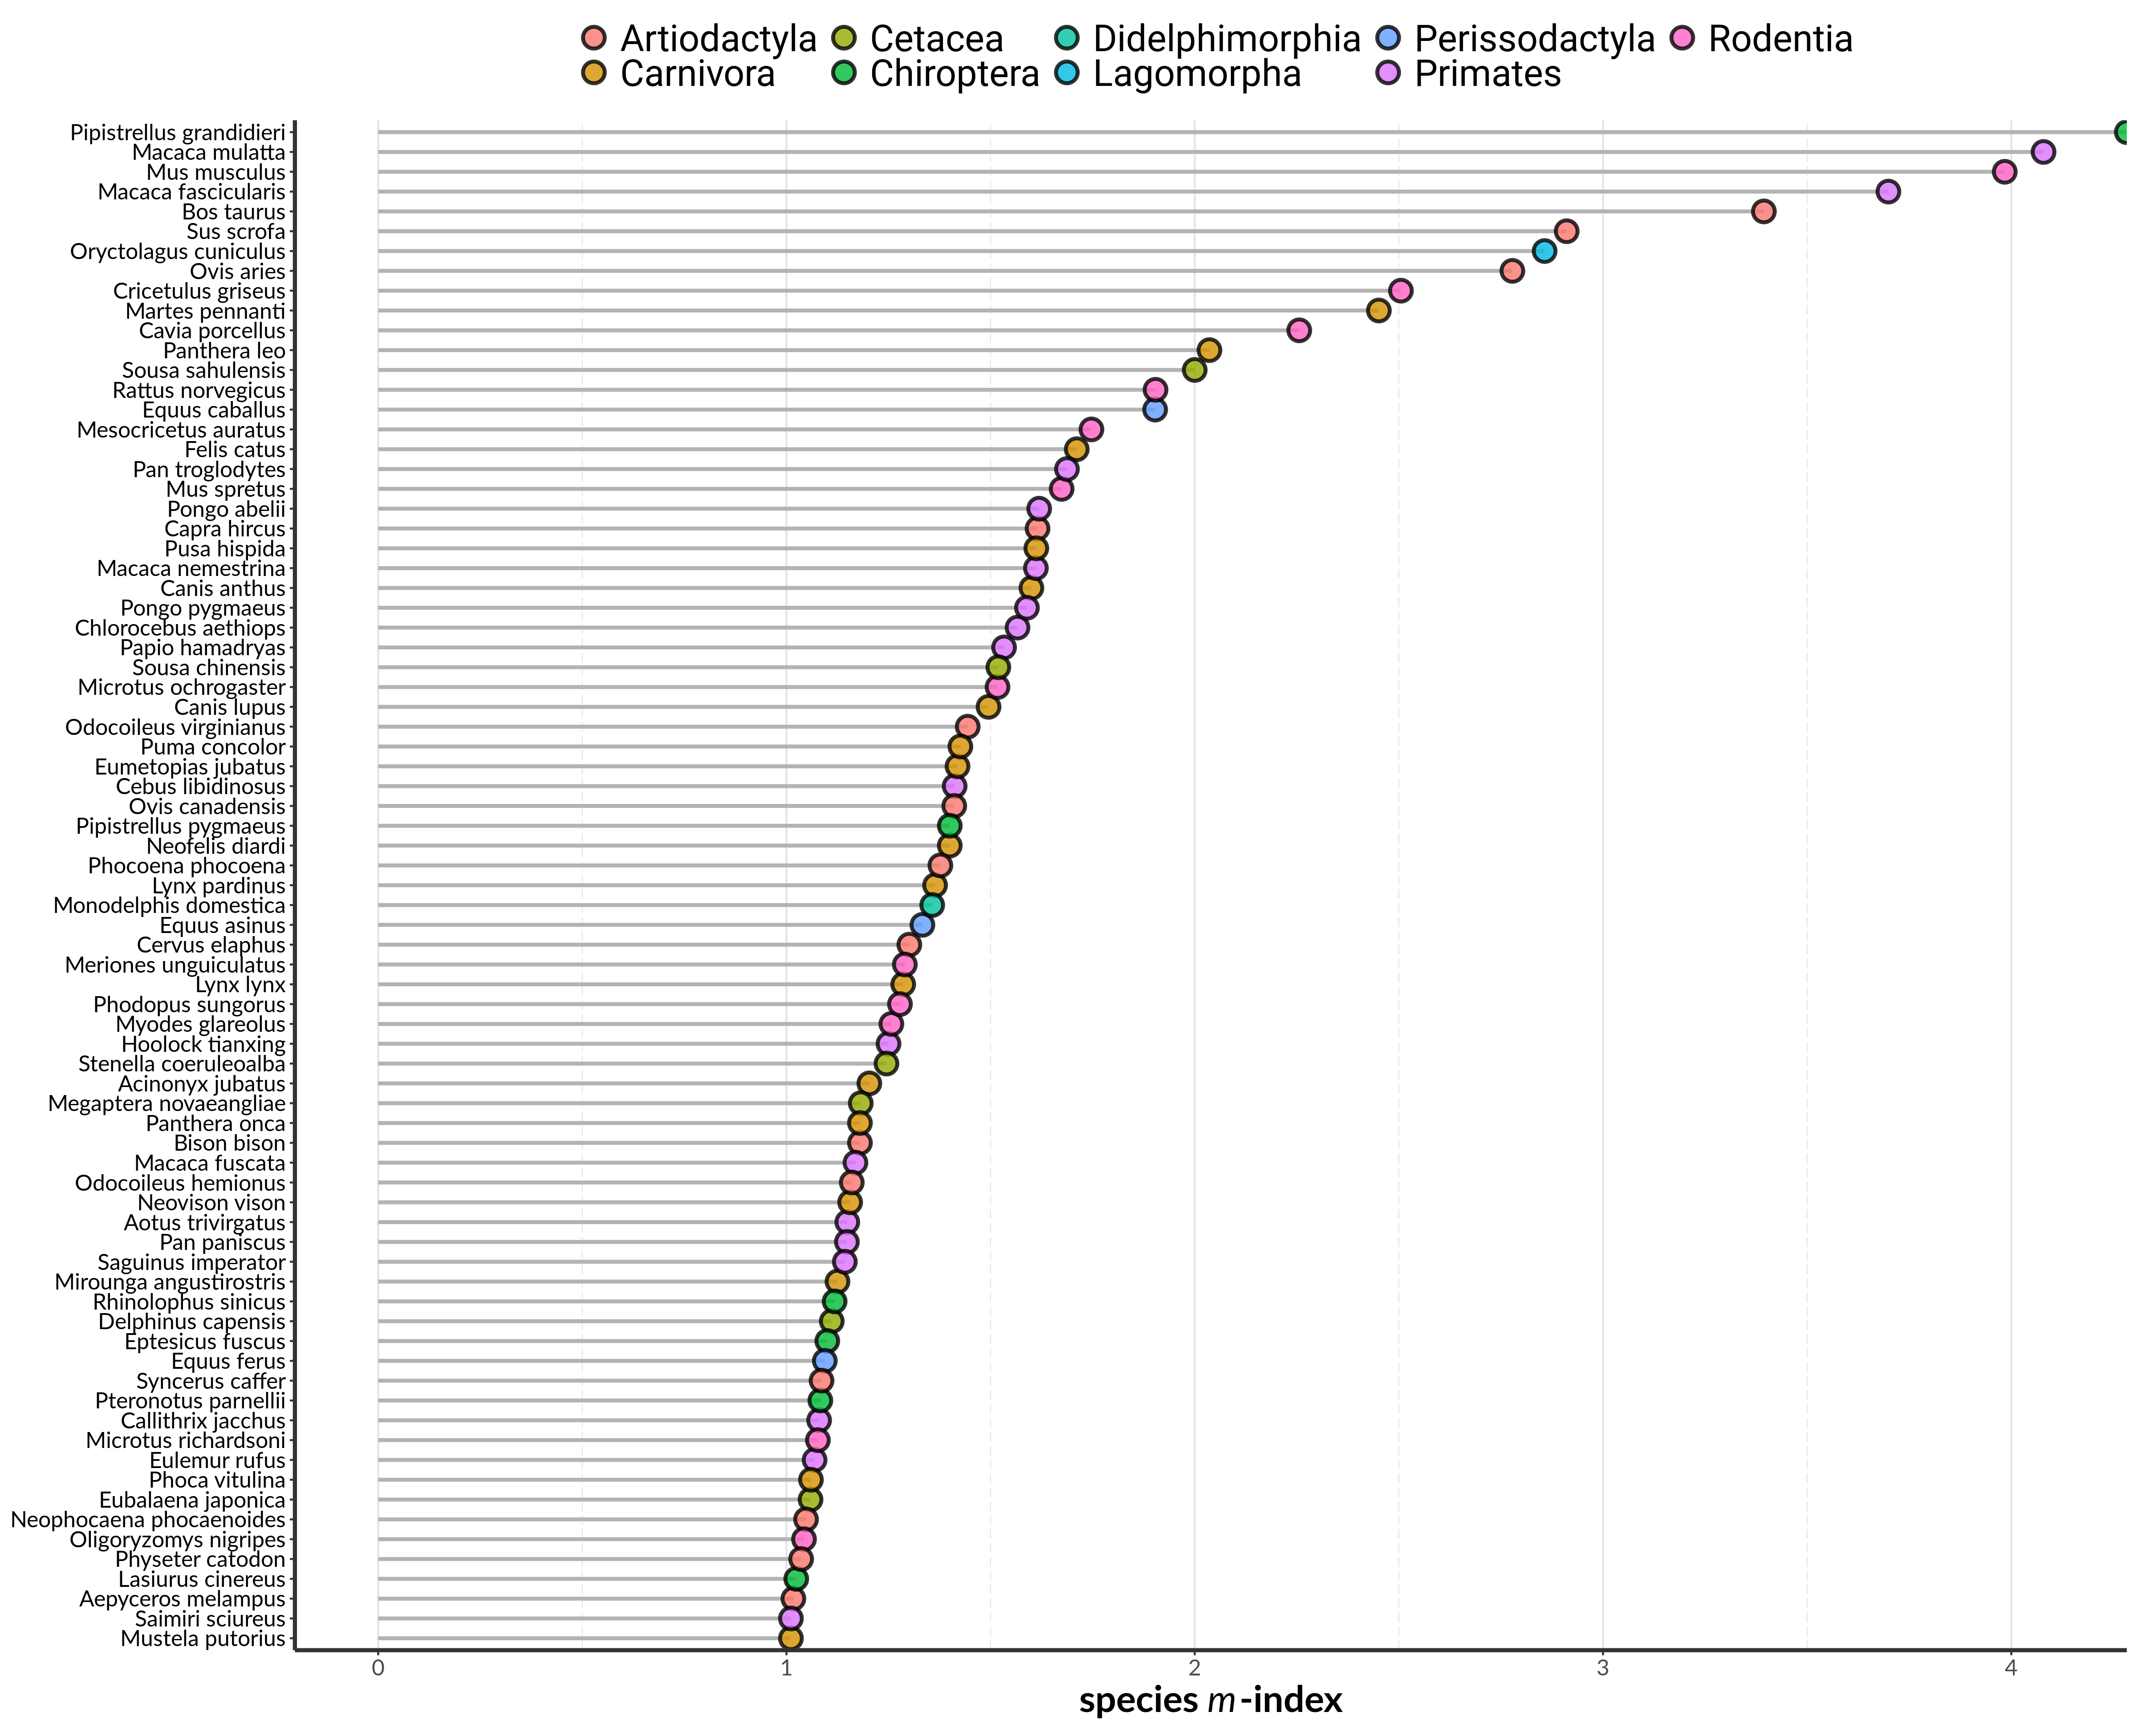 Artiodactyla Cetacea Didelphimorphia Perissodactyla Rodentia
Carnivora Chiroptera Lagomorpha Primates
Pipistrellus grandidieri
Macaca mulatta
Mus musculus
Macaca fascicularis
Bos taurus
Sus scrofa
Oryctolagus cuniculus
Ovis aries
Cricetulus griseus
Martes pennanti
Cavia porcellus
Panthera leo
Sousa sahulensis
Rattus norvegicus
Equus caballus
Mesocricetus auratus
Felis catus
Pan troglodytes
Mus spretus
Pongo abelii
Capra hircus
Pusa hispida
Macaca nemestrina
Canis anthus
Pongo pygmaeus
Chlorocebus aethiops
Papio hamadryas
Sousa chinensis
Microtus ochrogaster
Canis lupus
Odocoileus virginianus
Puma concolor
Eumetopias jubatus
Cebus libidinosus
Ovis canadensis
Pipistrellus pygmaeus
Neofelis diardi
Phocoena phocoena
Lynx pardinus
Monodelphis domestica
Equus asinus
Cervus elaphus
Meriones unguiculatus
Lynx lynx
Phodopus sungorus
Myodes glareolus
Hoolock tianxing
Stenella coeruleoalba
Acinonyx jubatus
Megaptera novaeangliae
Panthera onca
Bison bison
Macaca fuscata
Odocoileus hemionus
Neovison vison
Aotus trivirgatus
Pan paniscus
Saguinus imperator
Mirounga angustirostris
Rhinolophus sinicus
Delphinus capensis
Eptesicus fuscus
Equus ferus
Syncerus caffer
Pteronotus parnellii
Callithrix jacchus
Microtus richardsoni
Eulemur rufus
Phoca vitulina
Eubalaena japonica
Neophocaena phocaenoides
Oligoryzomys nigripes
Physeter catodon
Lasiurus cinereus
Aepyceros melampus
Saimiri sciureus
Mustela putorius
0 1 2 3 4
species m-index